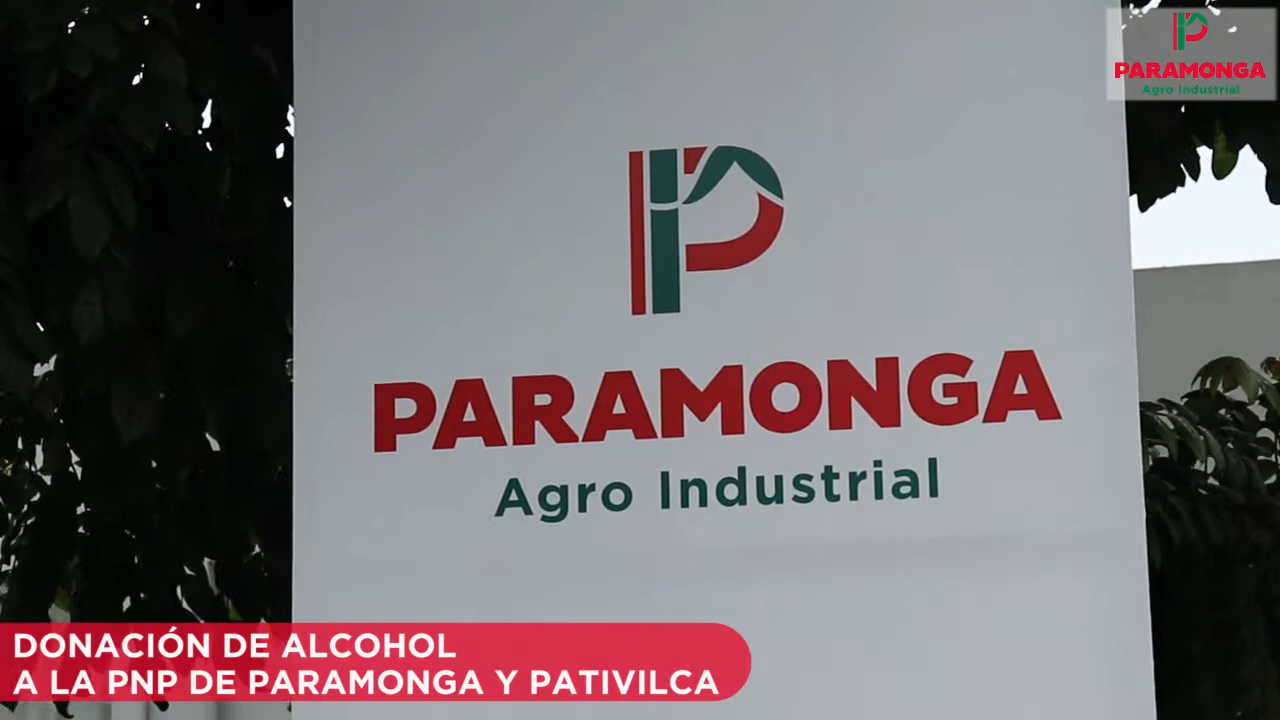 PARAMONGA
Agro Industrial
PARAMONGA
Agro Industrial
DONACIÓN DE ALCOHOL
A LA PNP DE PARAMONGA Y PATIVILCA